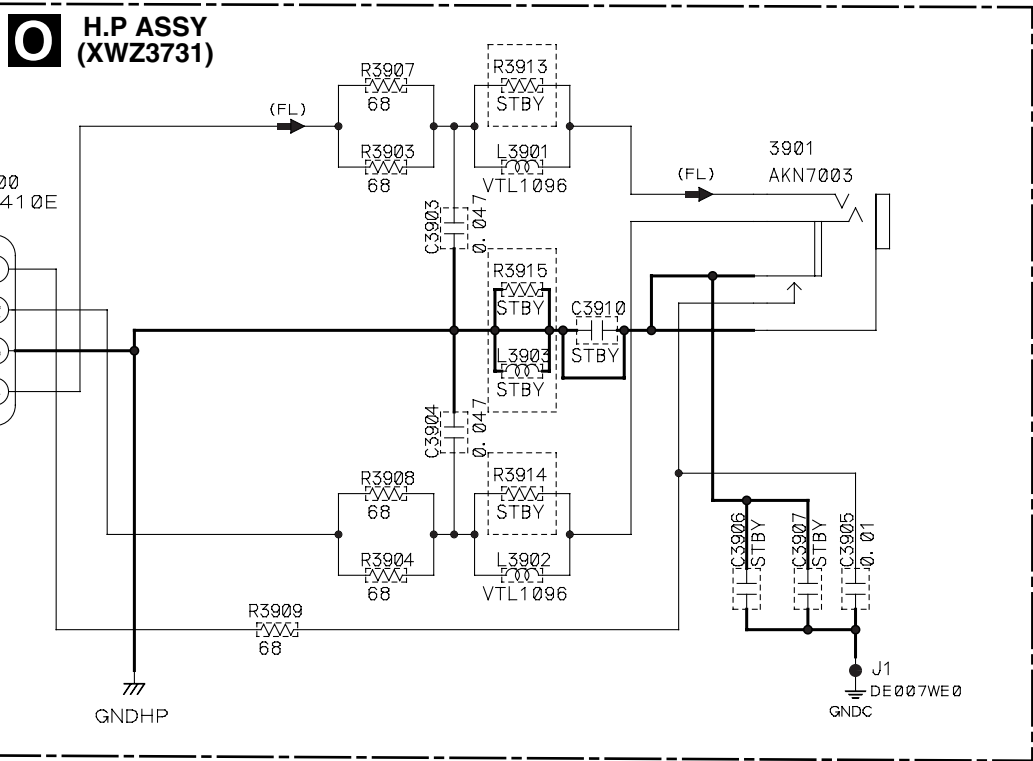 O
H.P ASSY
(XWZ3731)
R3907
68
R3913
STBY
(FL)
R3903
68
L3901
VTL1096
3901
AKN7003
(FL)
00
410E
C3903
0.047
R3915
STBY
C3910
STBY
L3903
STBY
C3904
0.047
R3908
68
R3914
STBY
R3904
68
L3902
VTL1096
C3906
STBY
C3907
STBY
C3905
0.01
R3909
68
J1
DE007WE0
GNDC
GNDHP